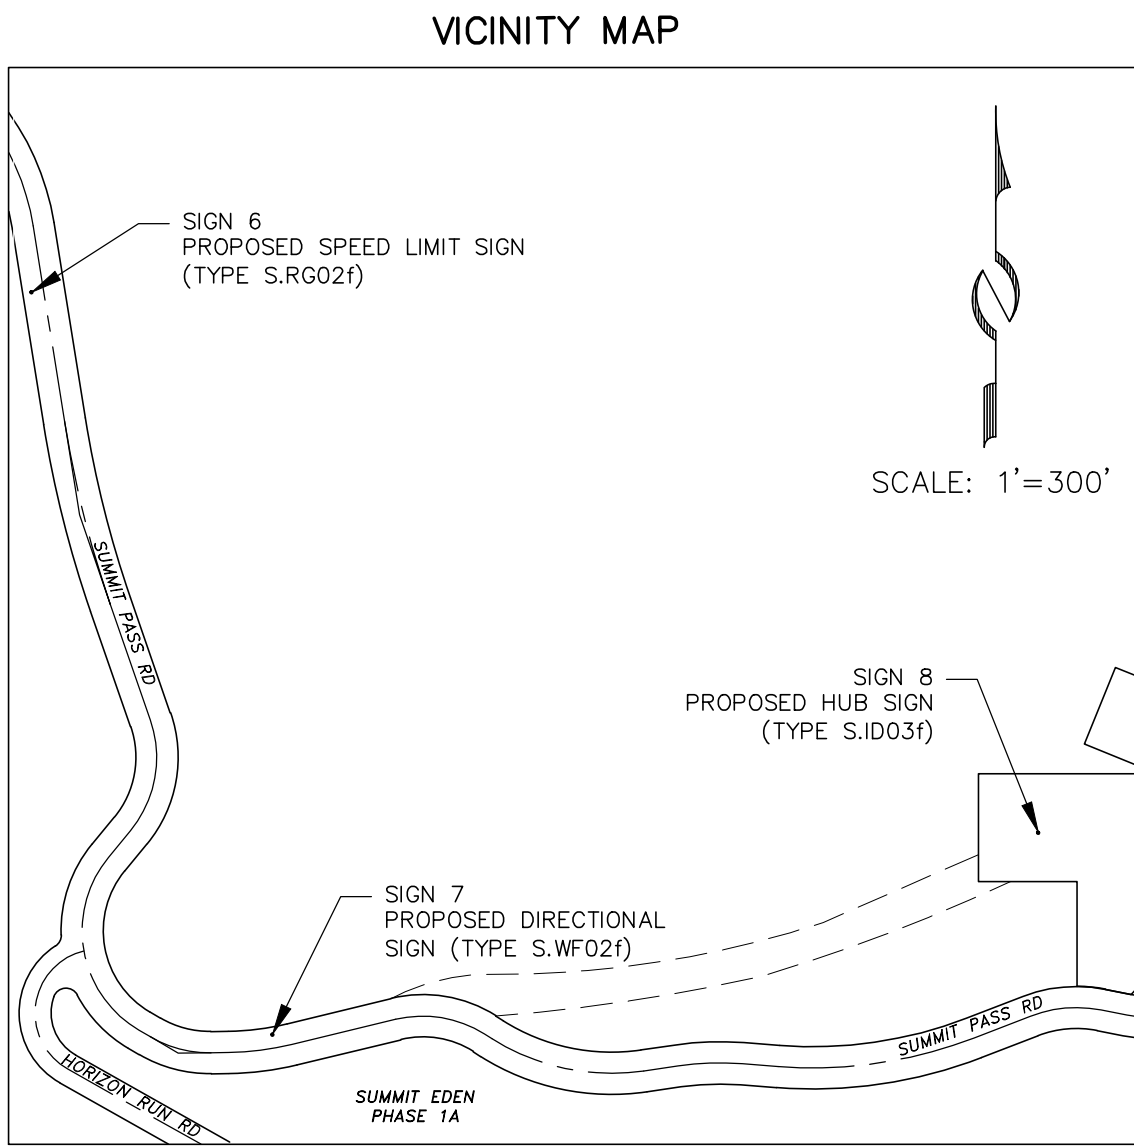 VICINITY MAP
SIGN 6
PROPOSED SPEED LIMIT SIGN
(TYPE S.RG02f)
SCALE: 1'=300'
SUMMIT PASS RD
SIGN 8
PROPOSED HUB SIGN
(TYPE S.ID03f)
SIGN 7
PROPOSED DIRECTIONAL
SIGN (TYPE S.WF02f)
SUMMIT PASS RD
HORIZON RUN RD
SUMMIT EDEN
PHASE 1A